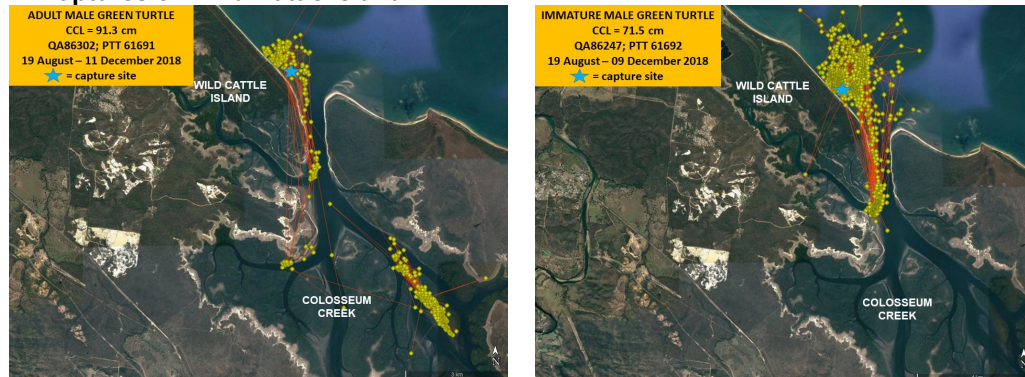 ADULT MALE GREEN TURTLE
CCL = 91.3 cm
QA86302; PTT 61691
19 August – 11 December 2018
= capture site
WILD CATTLE
ISLAND
COLOSSEUM
CREEK
N
3 km
IMMATURE MALE GREEN TURTLE
CCL = 71.5 cm
QA86247; PTT 61692
19 August – 09 December 2018
= capture site
WILD CATTLE
ISLAND
COLOSSEUM
CREEK